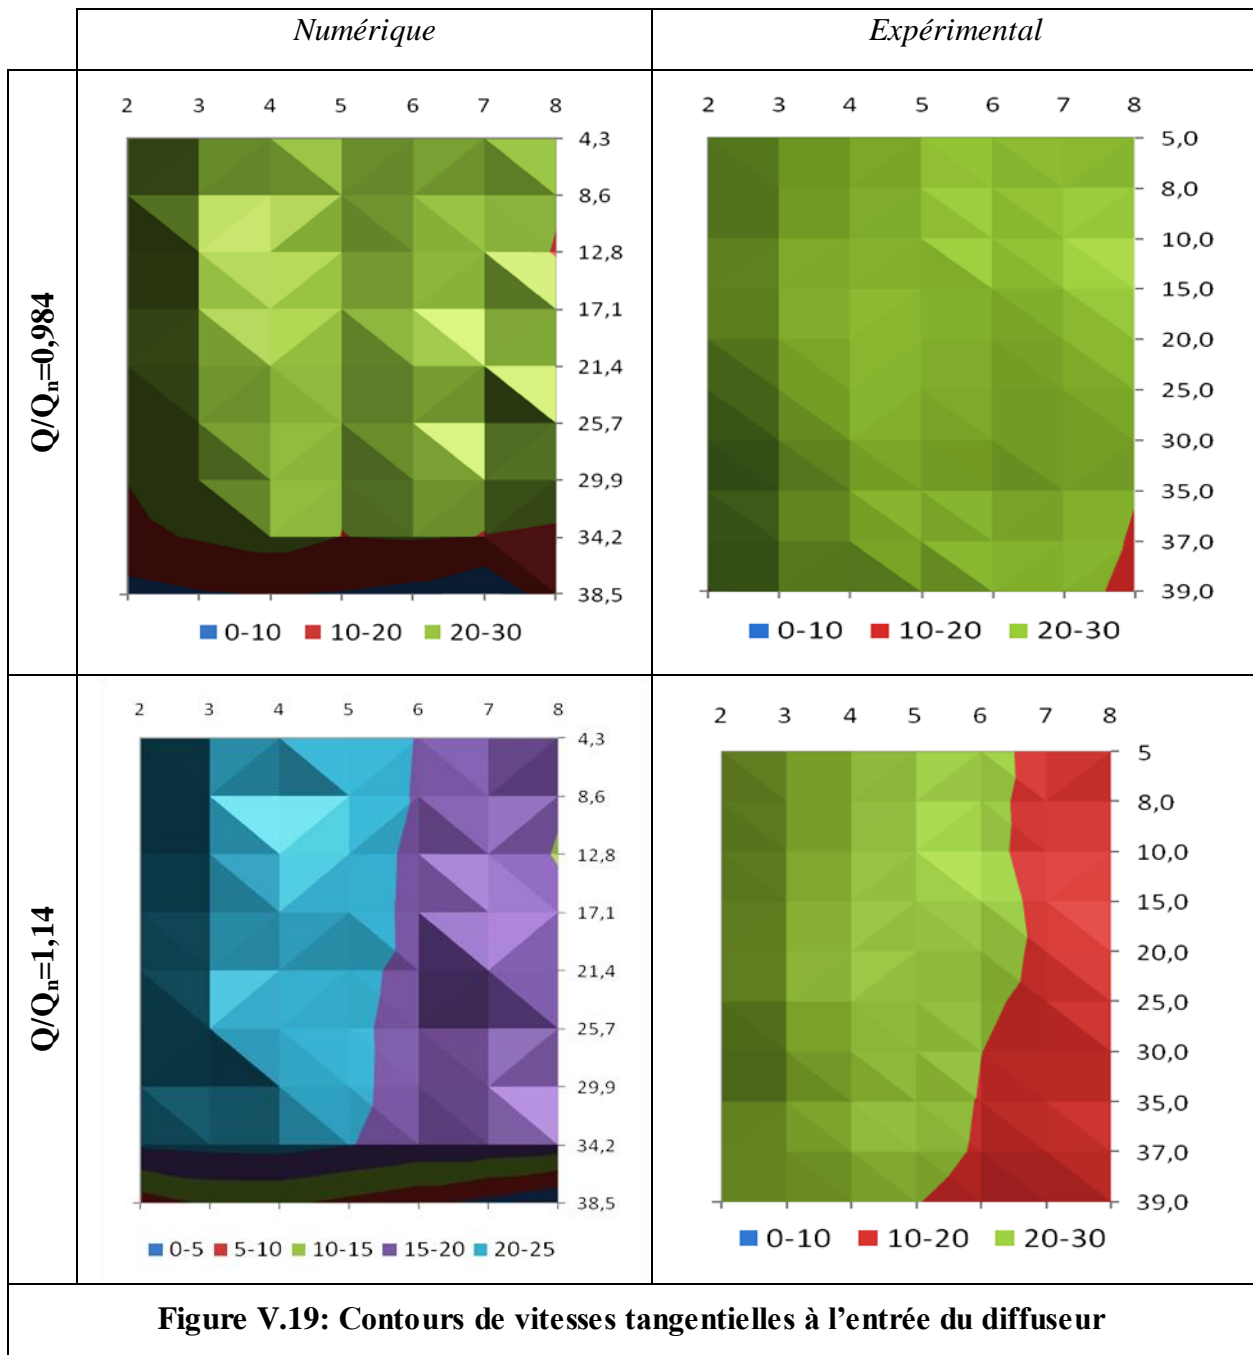 Numérique
Expérimental
Q/Qn=0,984
2 3 4 5 6 7 8
4,3
8,6
12,8
17,1
21,4
25,7
29,9
34,2
38,5
0-10 10-20 20-30
2 3 4 5 6 7 8
5,0
8,0
10,0
15,0
20,0
25,0
30,0
35,0
37,0
39,0
0-10 10-20 20-30
Q/Qn=1,14
2 3 4 5 6 7 8
4,3
8,6
12,8
17,1
21,4
25,7
29,9
34,2
38,5
0-5 5-10 10-15 15-20 20-25
2 3 4 5 6 7 8
5
8,0
10,0
15,0
20,0
25,0
30,0
35,0
37,0
39,0
0-10 10-20 20-30
Figure V.19: Contours de vitesses tangentielles à l’entrée du diffuseur